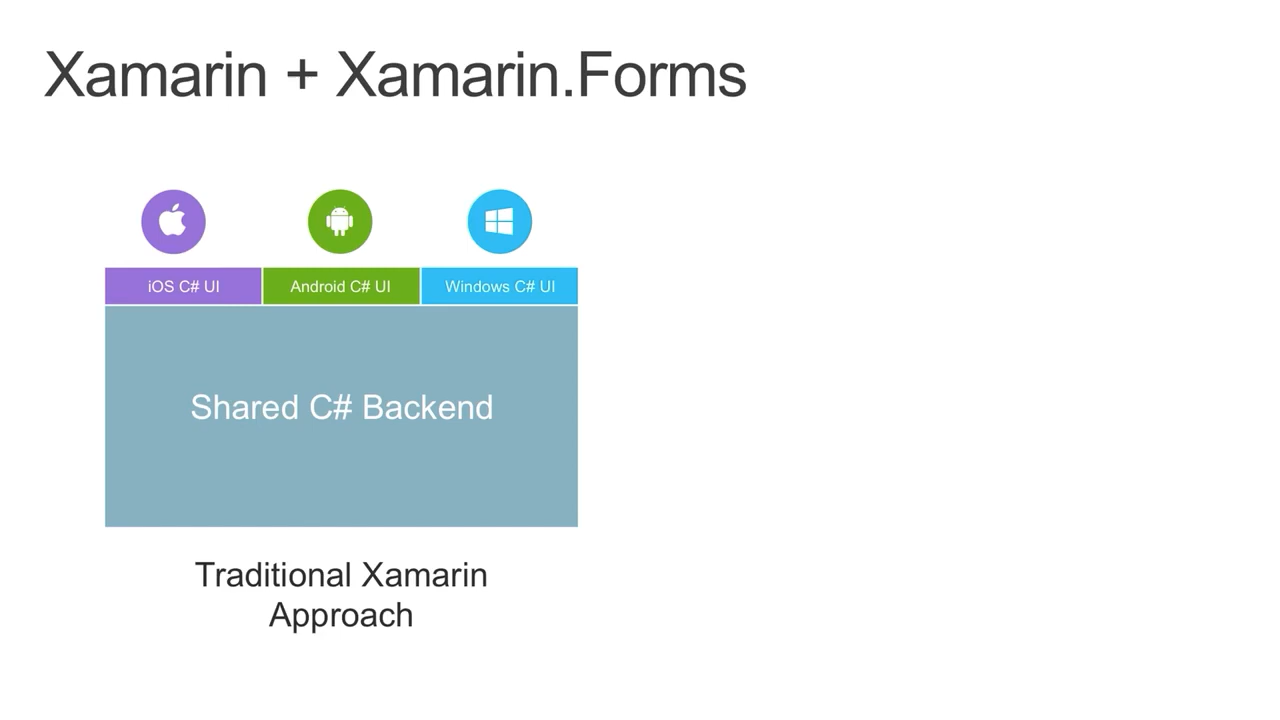 Xamarin + Xamarin.Forms
iOS C# UI
Android C# UI
Windows C# UI
Shared C# Backend
Traditional Xamarin
Approach